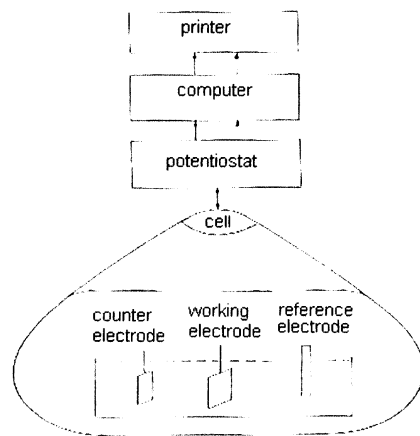 printer
computer
potentiostat
cell
counter
electrode
working
electrode
reference
electrode